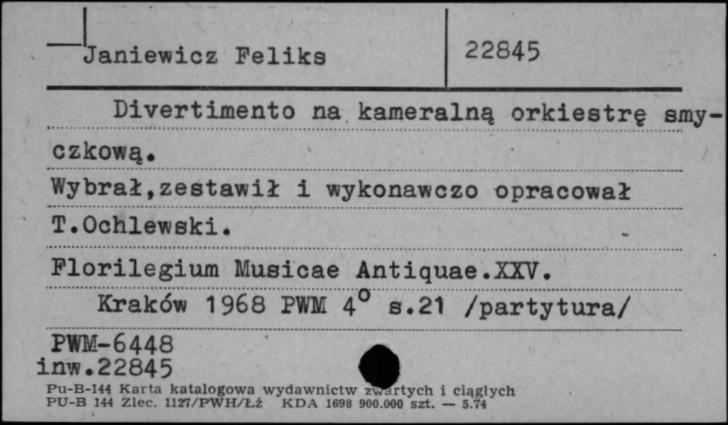 Janiewicz Feliks 22845
Divertimento na kameralną orkiestrę smy-
czkową.
Wybrał,zestawił i wykonawczo opracował
T.Ochlewski.
Florilegium Musicae Antiquae.XXV.
Kraków 1968 PWM 4° s.21 /partytura/
PWM-6448
inw.22845
Pu-B-144 Karta katalogowa wydawnictw zwartych i ciągłych
PU-B 144 Zlec. 1127/PWH/Łź KDA 1698 900.000 szt. — 5.74